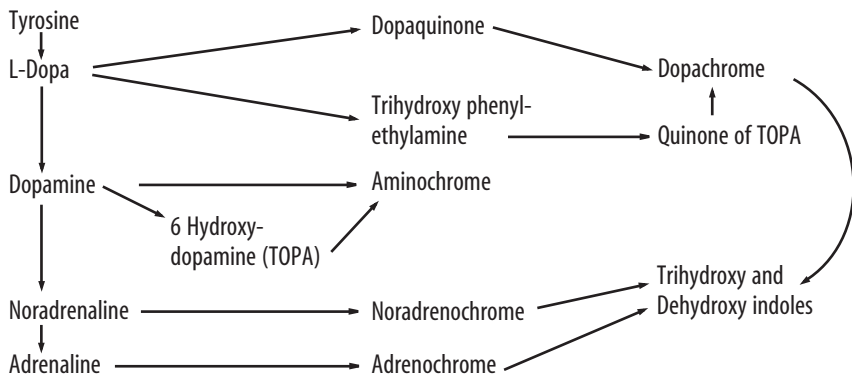 Tyrosine
Dopaquinone
L-Dopa
Dopachrome
Trihydroxy phenyl-
ethylamine
Quinone of TOPA
Dopamine
Aminochrome
6 Hydroxy-
dopamine (TOPA)
Trihydroxy and
Dehydroxy indoles
Noradrenaline
Noradrenochrome
Adrenaline
Adrenochrome